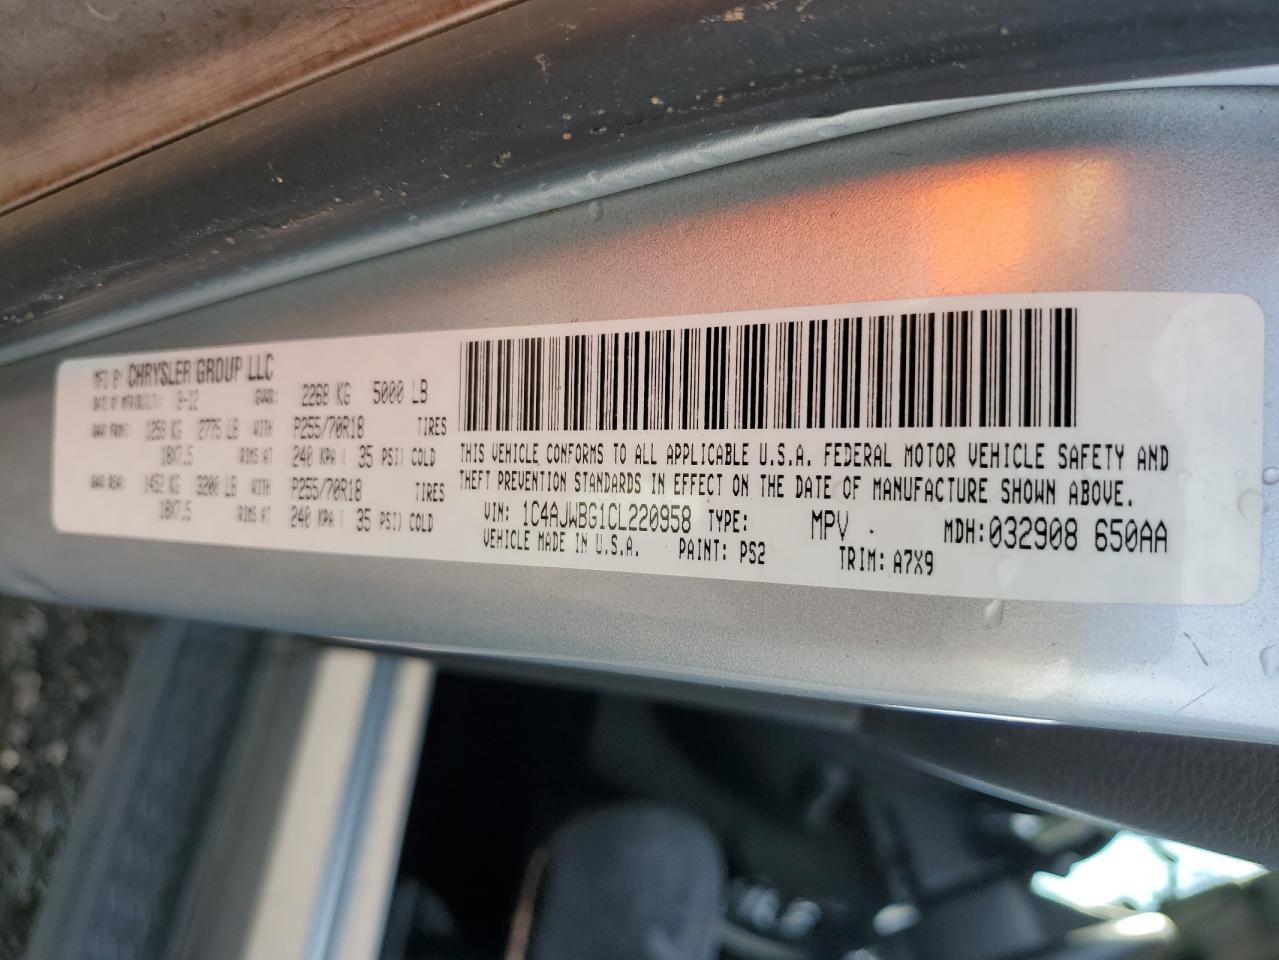 MFD BY CHRYSLER GROUP LLC
DATE OF MFR/BUILT: 3-12 GVWR: 2268 KG 5000 LB
GAWR FRONT: 1259 KG 2775 LB WITH P255/70R18 TIRES
18X7.5 RIMS AT 240 KPA ( 35 PSI) COLD
GAWR REAR: 1452 KG 3200 LB WITH P255/70R18 TIRES
18X7.5 RIMS AT 240 KPA ( 35 PSI) COLD
THIS VEHICLE CONFORMS TO ALL APPLICABLE U.S.A. FEDERAL MOTOR VEHICLE SAFETY AND
THEFT PREVENTION STANDARDS IN EFFECT ON THE DATE OF MANUFACTURE SHOWN ABOVE.
VIN: 1C4AJWBG1CL220958 TYPE: MPV . MDH:032908 650AA
VEHICLE MADE IN U.S.A. PAINT: PS2 TRIM: A7X9